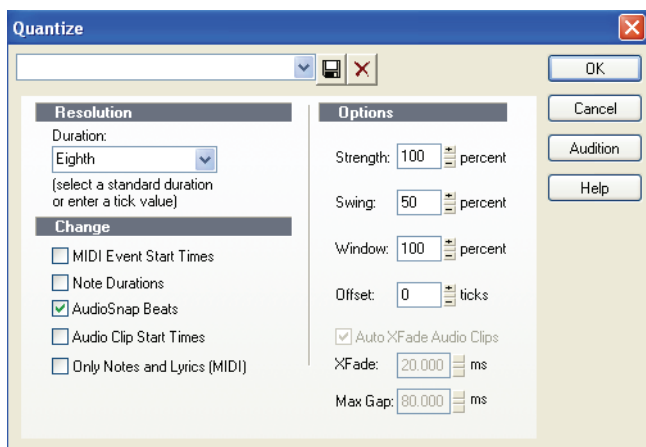 Quantize
OK
Cancel
Audition
Help
Resolution
Duration:
Eighth
(select a standard duration
or enter a tick value)
Change
MIDI Event Start Times
Note Durations
AudioSnap Beats
Audio Clip Start Times
Only Notes and Lyrics (MIDI)
Options
Strength: 100 percent
Swing: 50 percent
Window: 100 percent
Offset: 0 ticks
Auto XFade Audio Clips
XFade: 20.000 ms
Max Gap: 80.000 ms